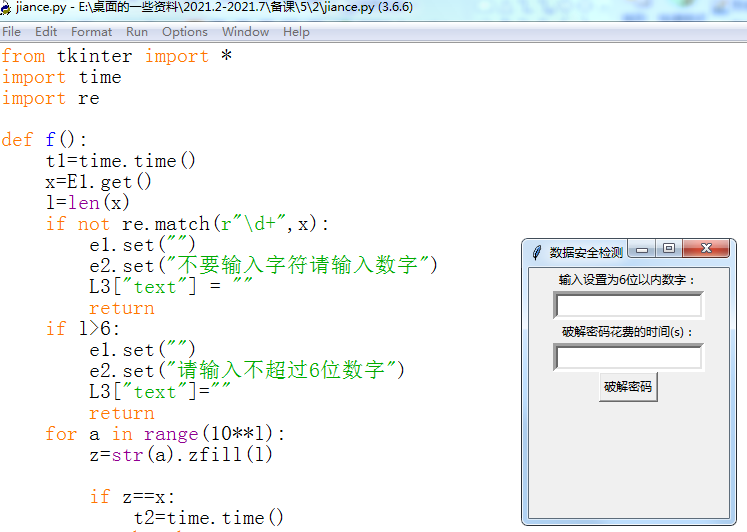 jiance.py - E:\桌面的一些资料\2021.2-2021.7\备课\5\2\jiance.py (3.6.6)
File Edit Format Run Options Window Help
from tkinter import *
import time
import re
def f():
    t1=time.time()
    x=E1.get()
    l=len(x)
    if not re.match(r"\d+",x):
        e1.set("")
        e2.set("不要输入字符请输入数字")
        L3["text"] = ""
        return
    if l>6:
        e1.set("")
        e2.set("请输入不超过6位数字")
        L3["text"]=""
        return
    for a in range(10**l):
        z=str(a).zfill(l)
        if z==x:
            t2=time.time()
数据安全检测
输入设置为6位以内数字：
破解密码花费的时间(s)：
破解密码